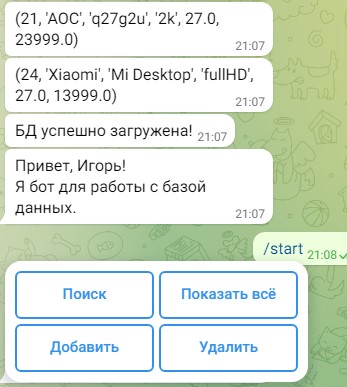 (21, 'AOC', 'q27g2u', '2k', 27.0,
23999.0)
21:07
(24, 'Xiaomi', 'Mi Desktop', 'fullHD',
27.0, 13999.0)
21:07
БД успешно загружена! 21:07
Привет, Игорь!
Я бот для работы с базой
данных.
21:07
/start 21:08
Поиск Показать всё
Добавить Удалить